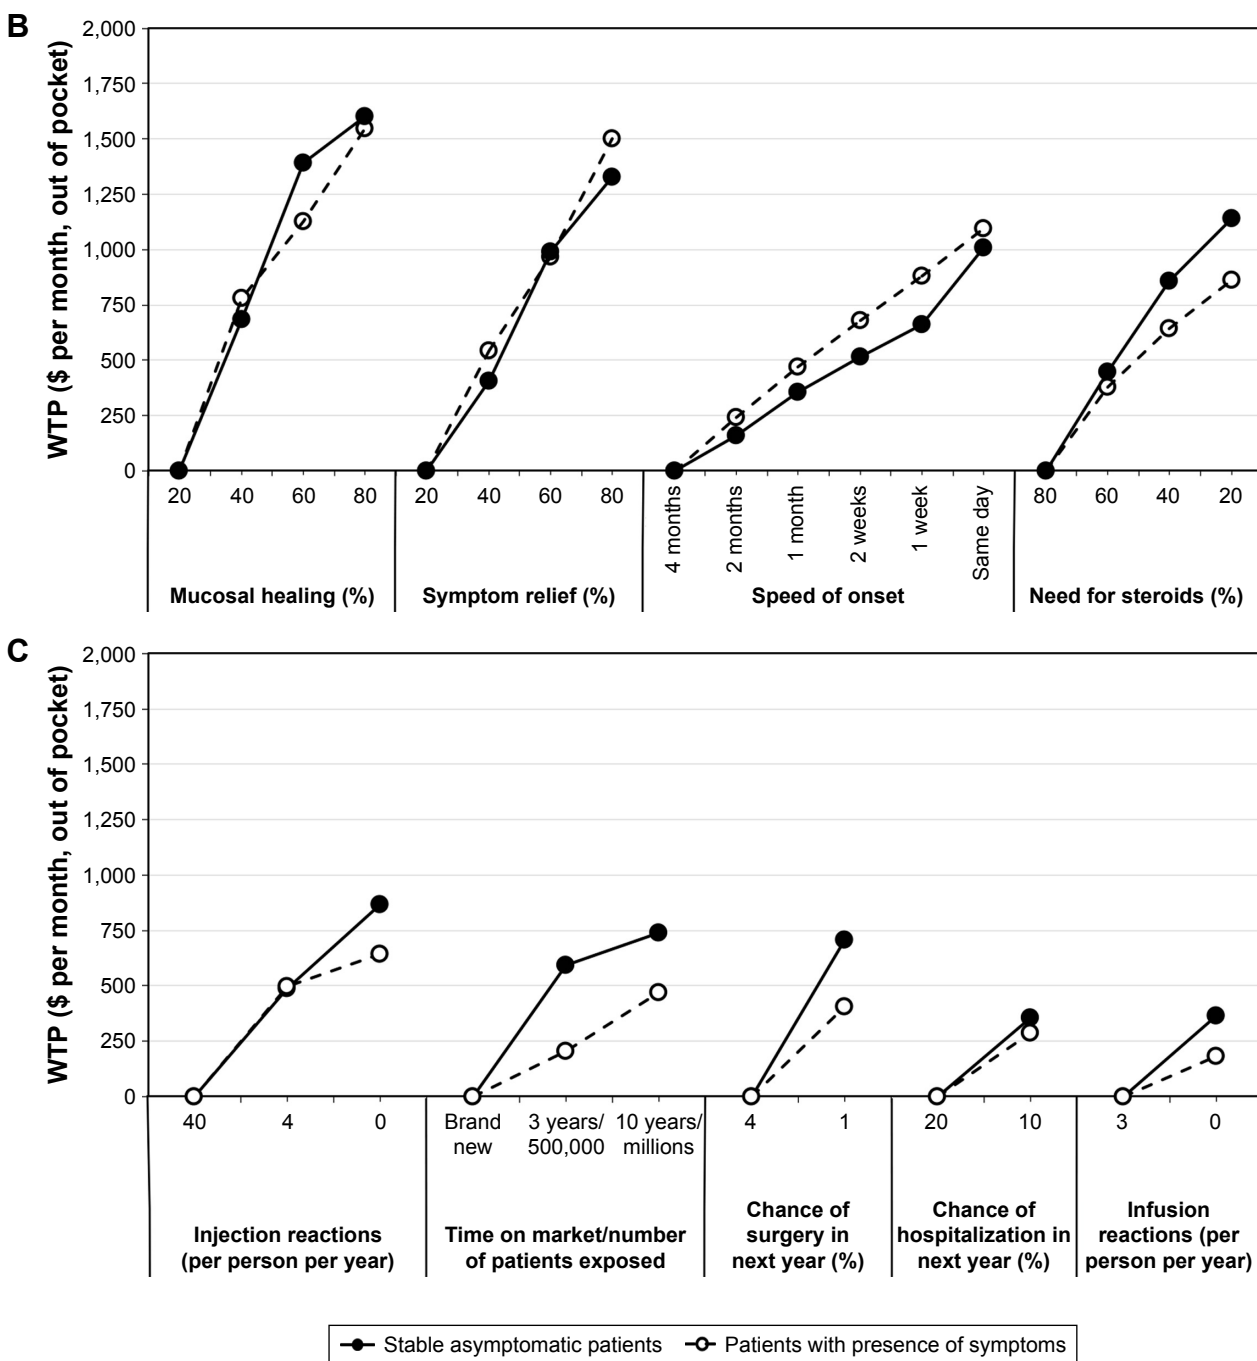 B
WTP ($ per month, out of pocket)
2,000
1,750
1,500
1,250
1,000
750
500
250
0
20 40 60 80
20 40 60 80
4 months
2 months
1 month
2 weeks
1 week
Same day
80 60 40 20
Mucosal healing (%)
Symptom relief (%)
Speed of onset
Need for steroids (%)
C
WTP ($ per month, out of pocket)
2,000
1,750
1,500
1,250
1,000
750
500
250
0
40 4 0
Brand
new
3 years/
500,000
10 years/
millions
4 1
20 10
3 0
Injection reactions
(per person per year)
Time on market/number
of patients exposed
Chance of
surgery in
next year (%)
Chance of
hospitalization in
next year (%)
Infusion
reactions (per
person per year)
Stable asymptomatic patients
Patients with presence of symptoms